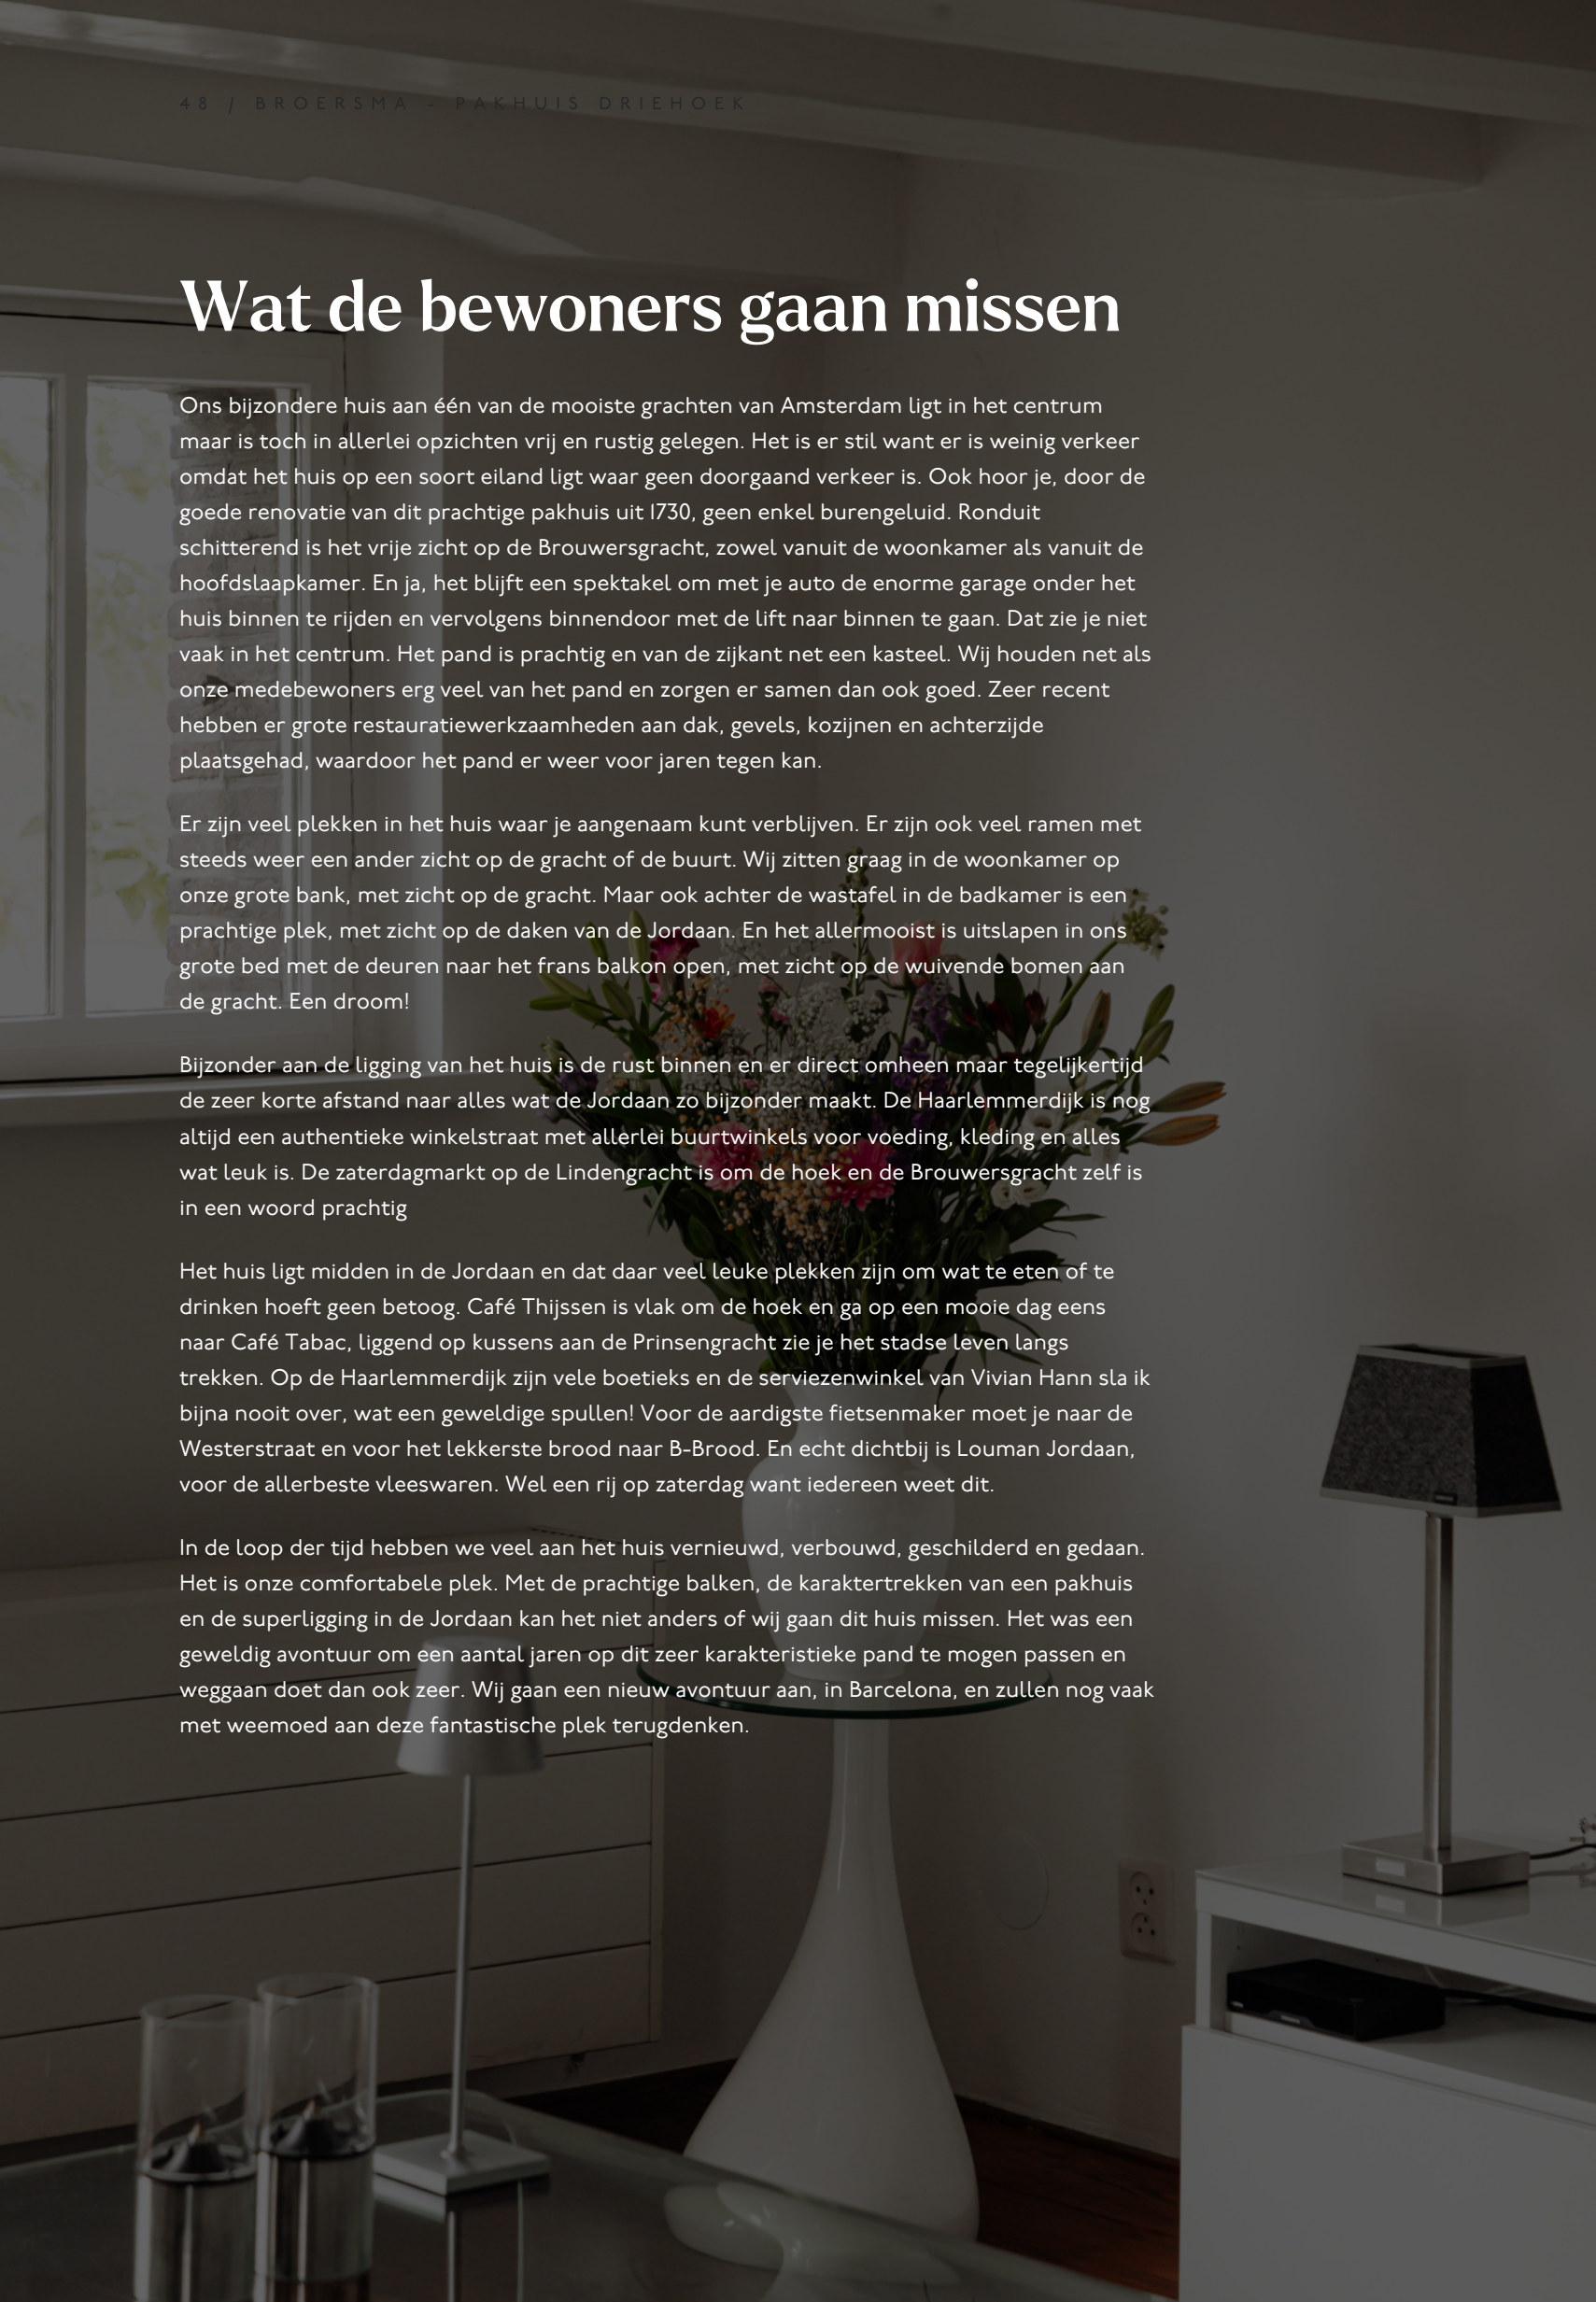 48 / BROERSMA - PAKHUIS DRIEHOEK
Wat de bewoners gaan missen
Ons bijzondere huis aan één van de mooiste grachten van Amsterdam ligt in het centrum
maar is toch in allerlei opzichten vrij en rustig gelegen. Het is er stil want er is weinig verkeer
omdat het huis op een soort eiland ligt waar geen doorgaand verkeer is. Ook hoor je, door de
goede renovatie van dit prachtige pakhuis uit 1730, geen enkel burengeluid. Ronduit
schitterend is het vrije zicht op de Brouwersgracht, zowel vanuit de woonkamer als vanuit de
hoofdslaapkamer. En ja, het blijft een spektakel om met je auto de enorme garage onder het
huis binnen te rijden en vervolgens binnendoor met de lift naar binnen te gaan. Dat zie je niet
vaak in het centrum. Het pand is prachtig en van de zijkant net een kasteel. Wij houden net als
onze medebewoners erg veel van het pand en zorgen er samen dan ook goed. Zeer recent
hebben er grote restauratiewerkzaamheden aan dak, gevels, kozijnen en achterzijde
plaatsgehad, waardoor het pand er weer voor jaren tegen kan.
Er zijn veel plekken in het huis waar je aangenaam kunt verblijven. Er zijn ook veel ramen met
steeds weer een ander zicht op de gracht of de buurt. Wij zitten graag in de woonkamer op
onze grote bank, met zicht op de gracht. Maar ook achter de wastafel in de badkamer is een
prachtige plek, met zicht op de daken van de Jordaan. En het allermooist is uitslapen in ons
grote bed met de deuren naar het frans balkon open, met zicht op de wuivende bomen aan
de gracht. Een droom!
Bijzonder aan de ligging van het huis is de rust binnen en er direct omheen maar tegelijkertijd
de zeer korte afstand naar alles wat de Jordaan zo bijzonder maakt. De Haarlemmerdijk is nog
altijd een authentieke winkelstraat met allerlei buurtwinkels voor voeding, kleding en alles
wat leuk is. De zaterdagmarkt op de Lindengracht is om de hoek en de Brouwersgracht zelf is
in een woord prachtig
Het huis ligt midden in de Jordaan en dat daar veel leuke plekken zijn om wat te eten of te
drinken hoeft geen betoog. Café Thijssen is vlak om de hoek en ga op een mooie dag eens
naar Café Tabac, liggend op kussens aan de Prinsengracht zie je het stadse leven langs
trekken. Op de Haarlemmerdijk zijn vele boetieks en de serviezenwinkel van Vivian Hann sla ik
bijna nooit over, wat een geweldige spullen! Voor de aardigste fietsenmaker moet je naar de
Westerstraat en voor het lekkerste brood naar B-Brood. En echt dichtbij is Louman Jordaan,
voor de allerbeste vleeswaren. Wel een rij op zaterdag want iedereen weet dit.
In de loop der tijd hebben we veel aan het huis vernieuwd, verbouwd, geschilderd en gedaan.
Het is onze comfortabele plek. Met de prachtige balken, de karaktertrekken van een pakhuis
en de superligging in de Jordaan kan het niet anders of wij gaan dit huis missen. Het was een
geweldig avontuur om een aantal jaren op dit zeer karakteristieke pand te mogen passen en
weggaan doet dan ook zeer. Wij gaan een nieuw avontuur aan, in Barcelona, en zullen nog vaak
met weemoed aan deze fantastische plek terugdenken.